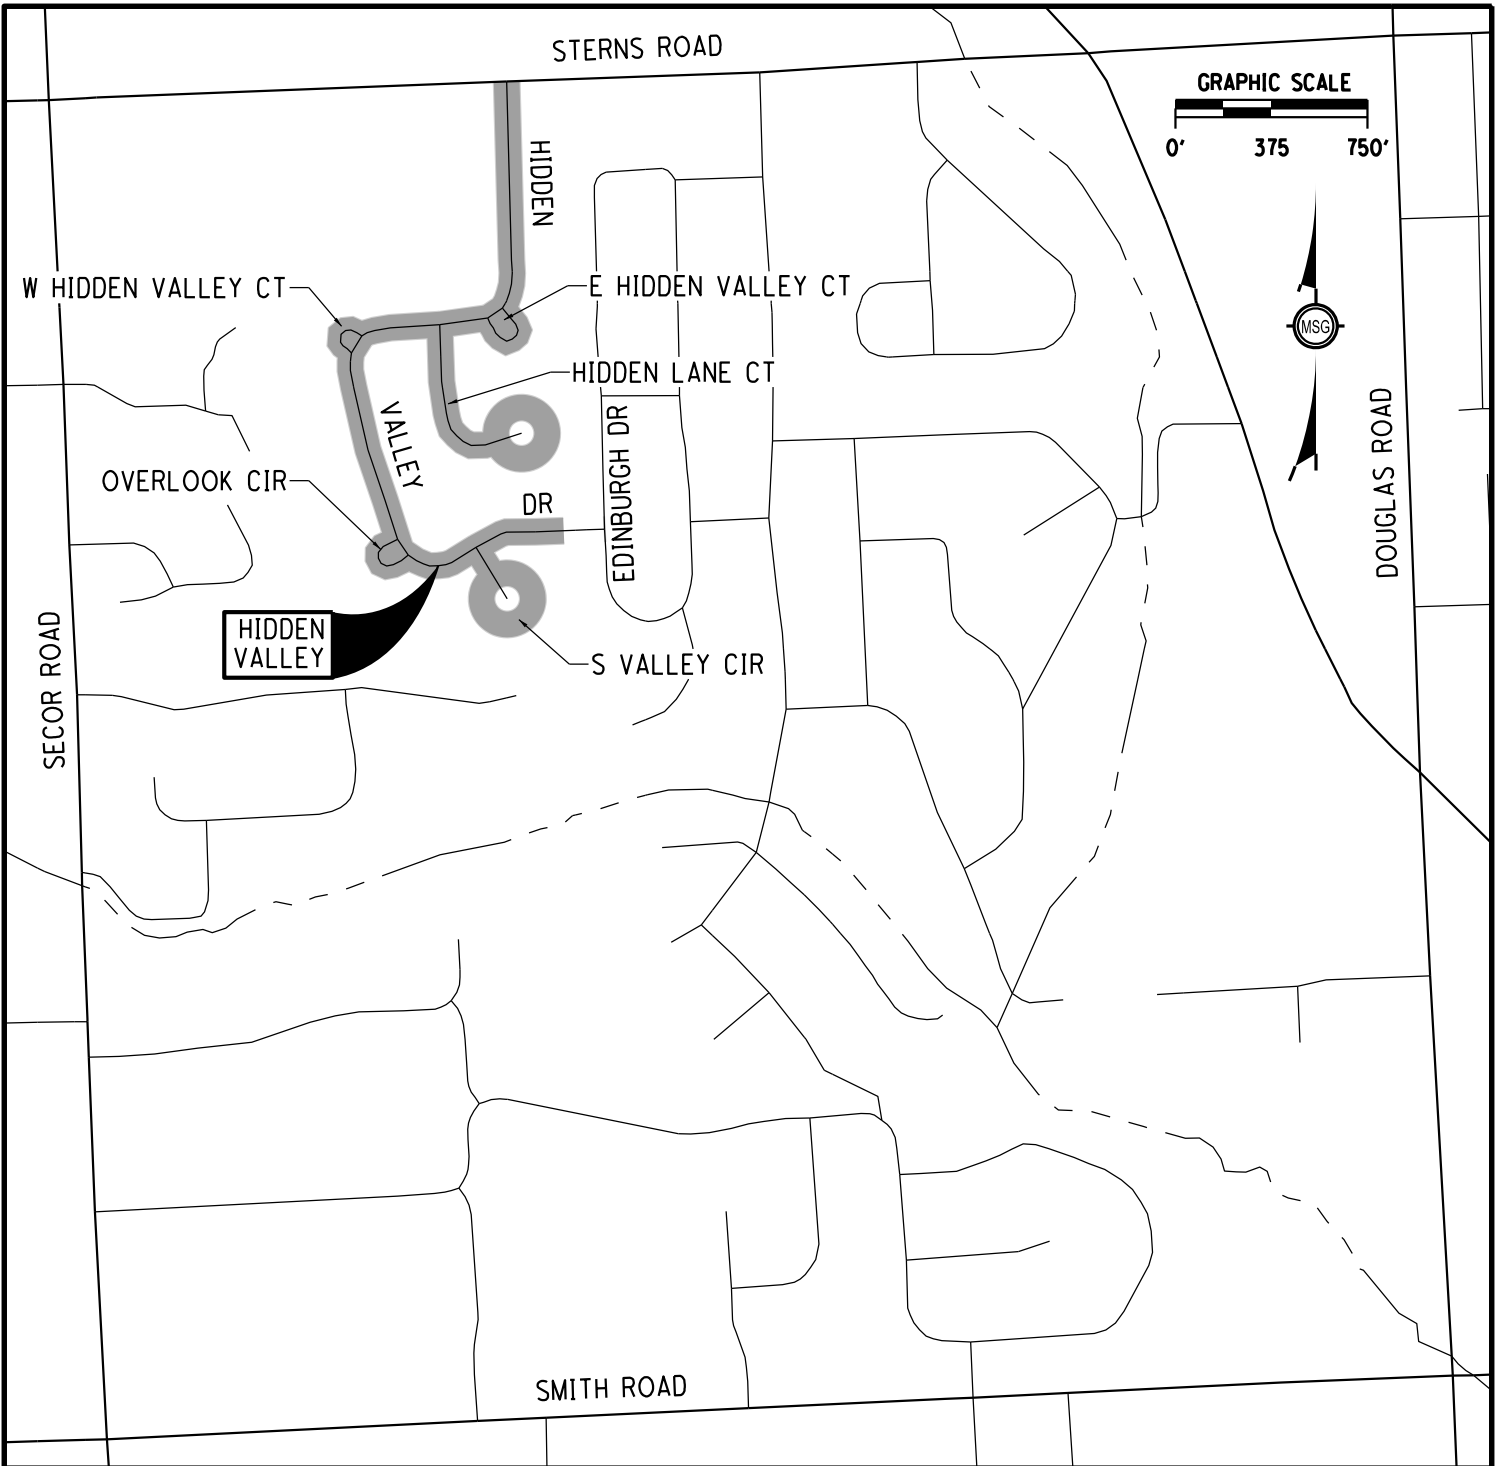 STERNS ROAD
GRAPHIC SCALE
0' 375 750'
HIDDEN
W HIDDEN VALLEY CT
E HIDDEN VALLEY CT
MSG
HIDDEN LANE CT
VALLEY
EDINBURGH DR
DOUGLAS ROAD
OVERLOOK CIR
DR
HIDDEN
VALLEY
SECOR ROAD
S VALLEY CIR
SMITH ROAD